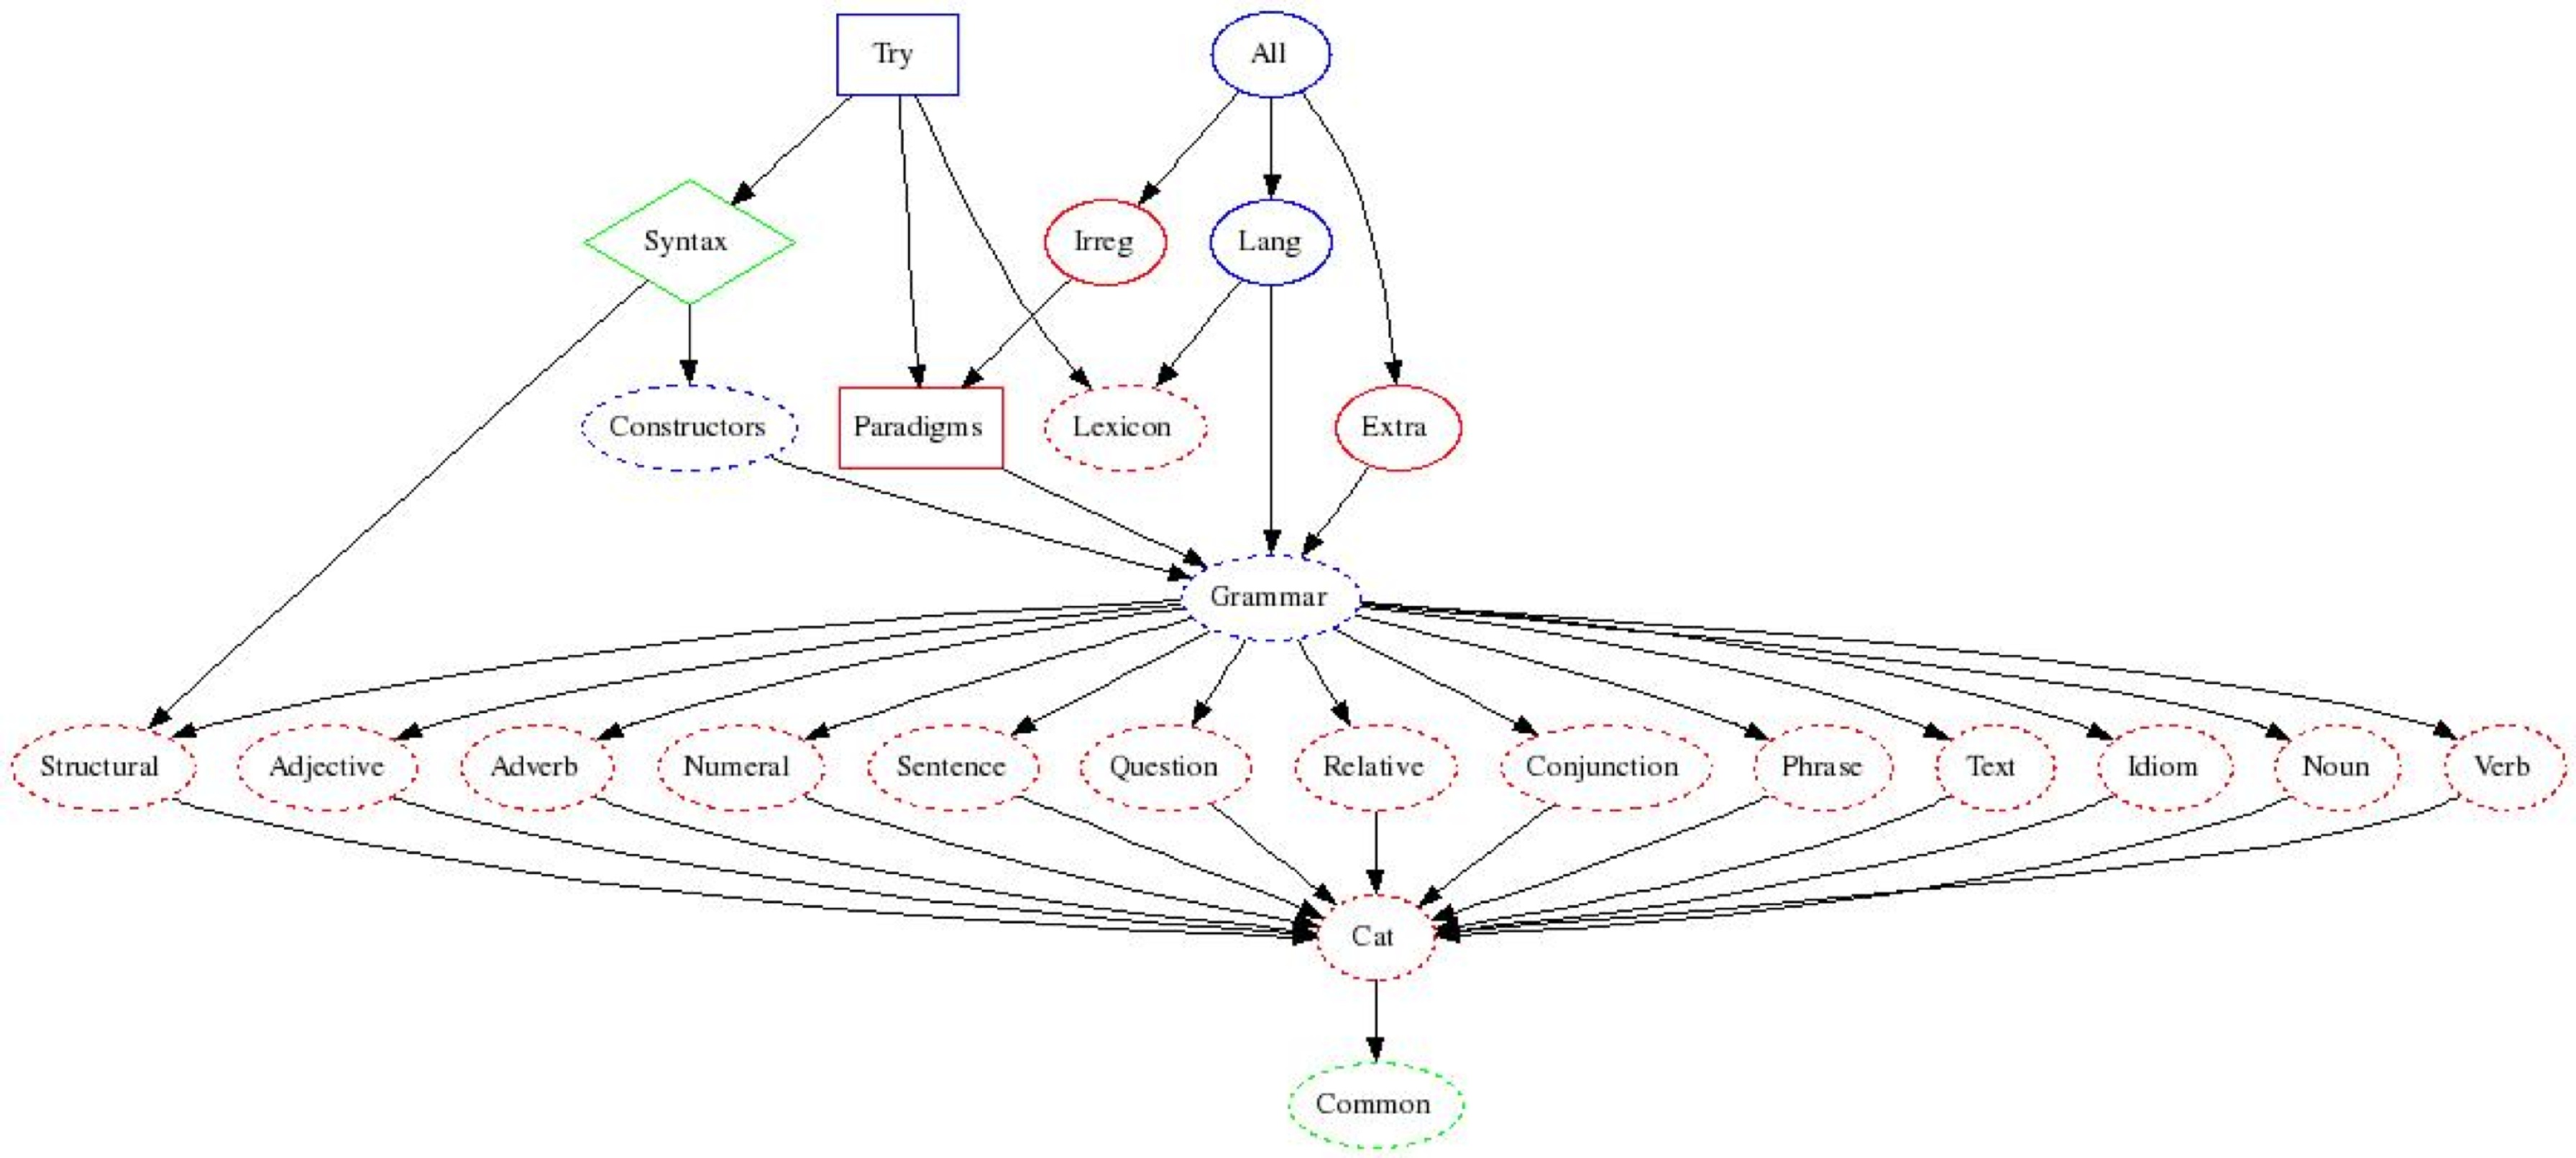 Try
All
Syntax
Irreg
Lang
Constructors
Paradigms
Lexicon
Extra
Grammar
Structural
Adjective
Adverb
Numeral
Sentence
Question
Relative
Conjunction
Phrase
Text
Idiom
Noun
Verb
Cat
Common